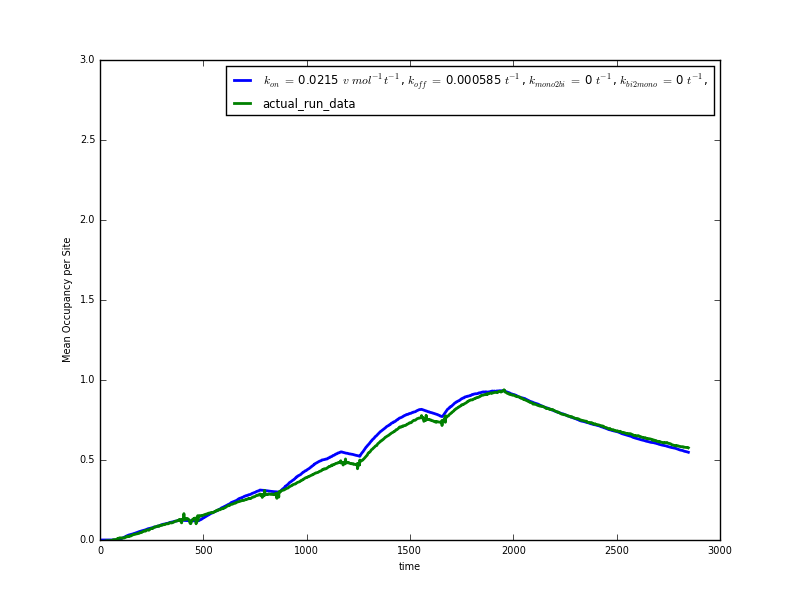 3.0
k_on = 0.0215 v mol^-1 t^-1, k_off = 0.000585 t^-1, k_mono2bi = 0 t^-1, k_bi2mono = 0 t^-1,
actual_run_data
2.5
2.0
Mean Occupancy per Site
1.5
1.0
0.5
0.0
0 500 1000 1500 2000 2500 3000
time